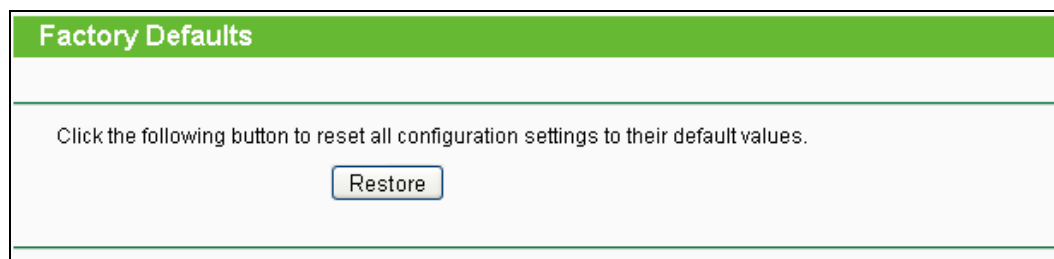 Factory Defaults
Click the following button to reset all configuration settings to their default values.
Restore